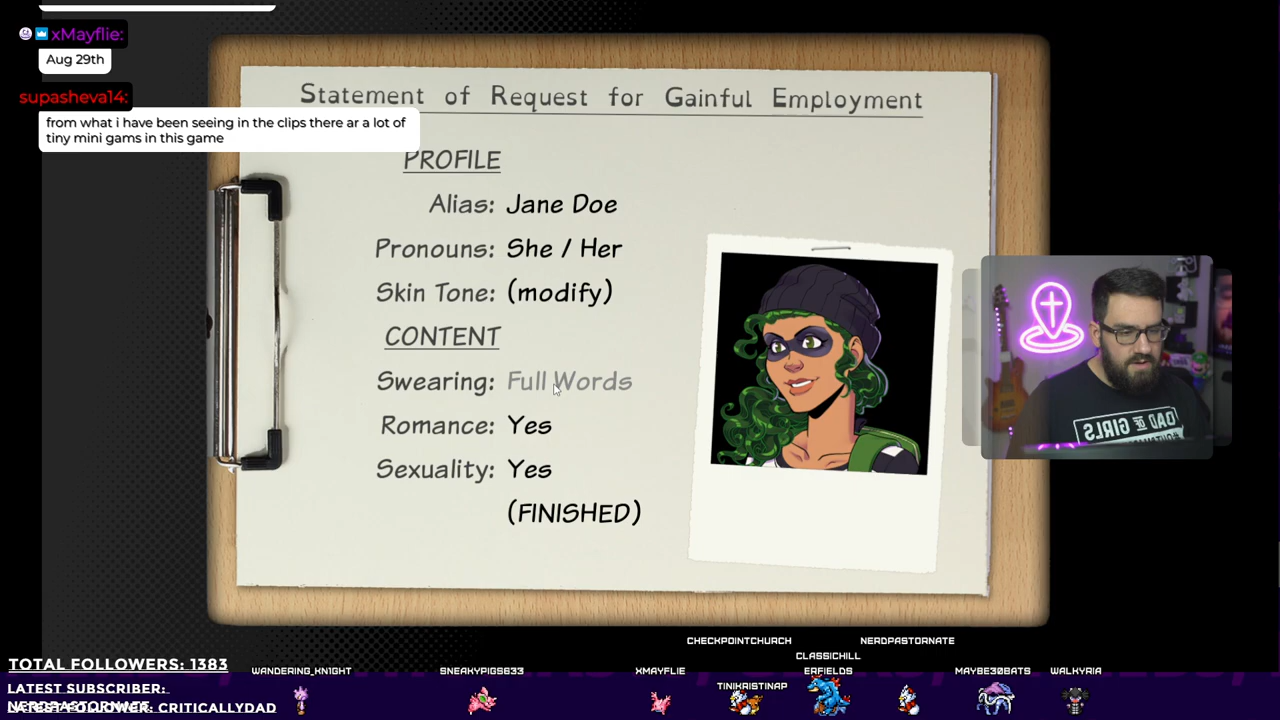 xMayflie:
Aug 29th
supasheva14:
from what i have been seeing in the clips there ar a lot of
tiny mini gams in this game
Statement of Request for Gainful Employment
PROFILE
Alias: Jane Doe
Pronouns: She / Her
Skin Tone: (modify)
CONTENT
Swearing: Full Words
Romance: Yes
Sexuality: Yes
(FINISHED)
DAD OF GIRLS
CHECKPOINTCHURCH
NERDPASTORNATE
CLASSICHILL
TOTAL FOLLOWERS: 1383
WANDERING_KNIGHT
SNEAKYPIGS633
XMAYFLIE
ERFIELDS
MAYBE30BATS
WALKYRIA
TINIKRISTINAP
LATEST SUBSCRIBER:
LATEST FOLLOWER: CRITICALLYDAD